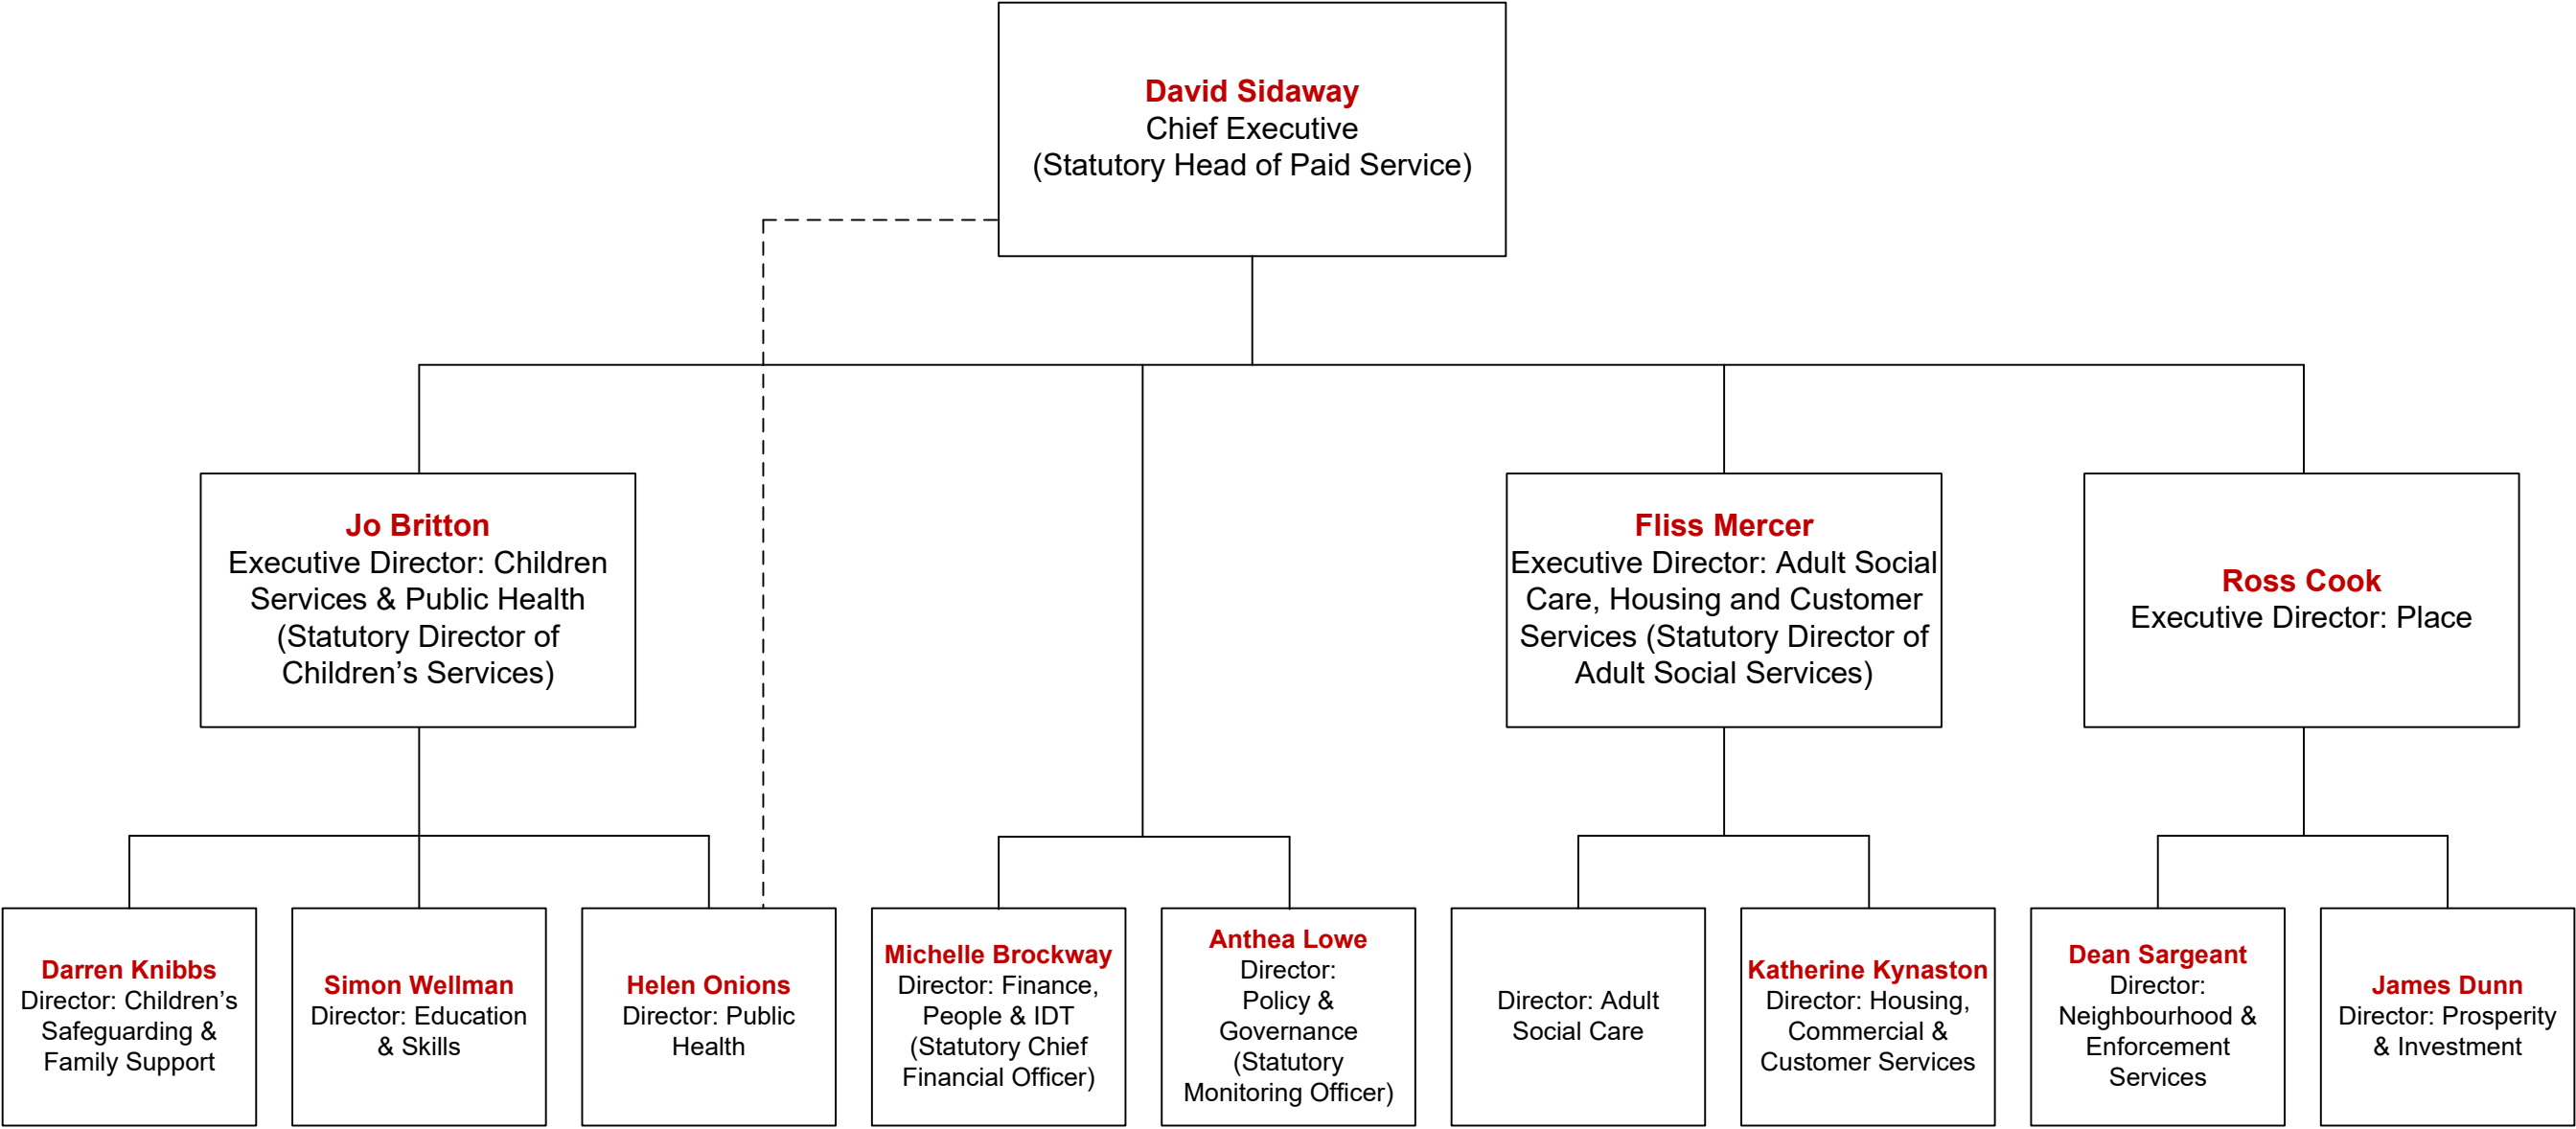 David Sidaway
Chief Executive
(Statutory Head of Paid Service)
Jo Britton
Executive Director: Children
Services & Public Health
(Statutory Director of
Children’s Services)
Fliss Mercer
Executive Director: Adult Social
Care, Housing and Customer
Services (Statutory Director of
Adult Social Services)
Ross Cook
Executive Director: Place
Darren Knibbs
Director: Children’s
Safeguarding &
Family Support
Simon Wellman
Director: Education
& Skills
Helen Onions
Director: Public
Health
Michelle Brockway
Director: Finance,
People & IDT
(Statutory Chief
Financial Officer)
Anthea Lowe
Director:
Policy &
Governance
(Statutory
Monitoring Officer)
Director: Adult
Social Care
Katherine Kynaston
Director: Housing,
Commercial &
Customer Services
Dean Sargeant
Director:
Neighbourhood &
Enforcement
Services
James Dunn
Director: Prosperity
& Investment